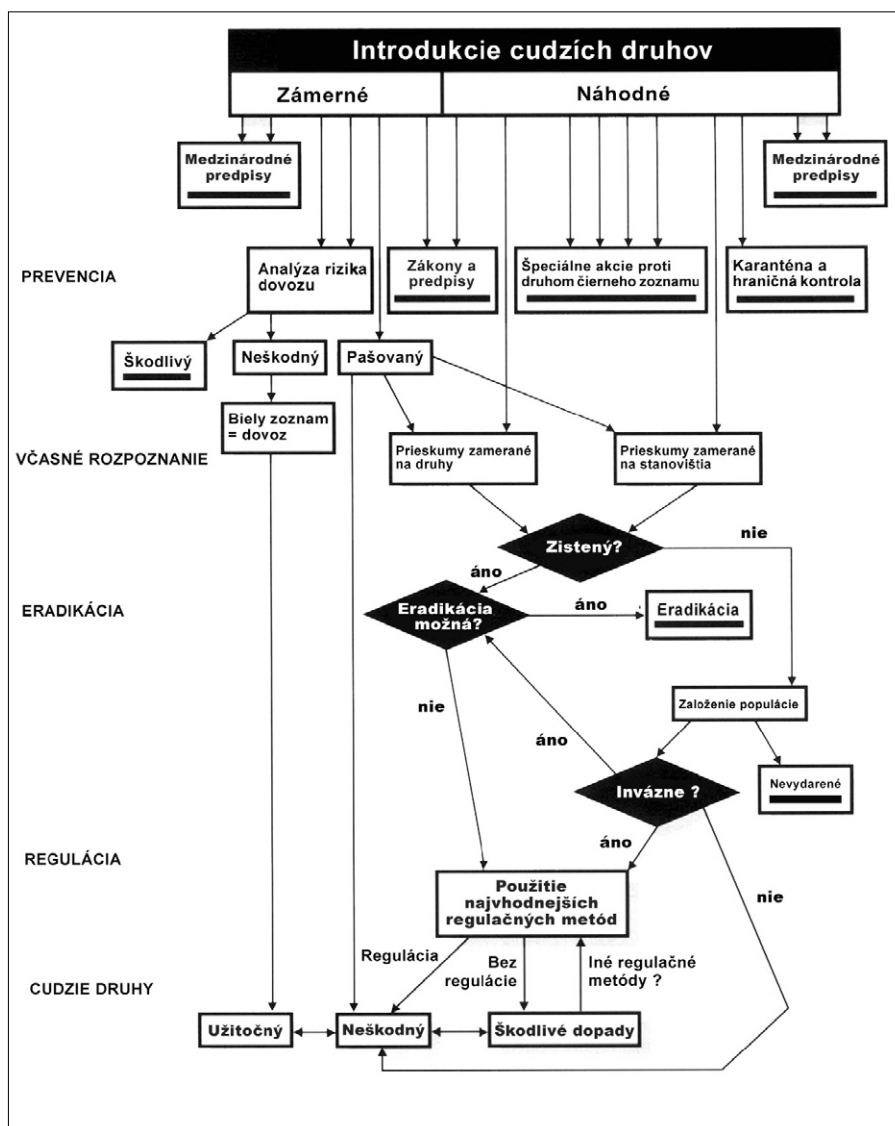 Introdukcie cudzích druhov
Zámerné
Náhodné
Medzinárodné
predpisy
Medzinárodné
predpisy
PREVENCIA
Analýza rizika
dovozu
Zákony a
predpisy
Špeciálne akcie proti
druhom čierneho zoznamu
Karanténa a
hraničná kontrola
Škodlivý
Neškodný
Pašovaný
Biely zoznam
= dovoz
VČASNÉ ROZPOZNANIE
Prieskumy zamerané
na druhy
Prieskumy zamerané
na stanovištia
Zistený?
nie
áno
ERADIKÁCIA
Eradikácia
možná?
áno
Eradikácia
nie
áno
Založenie populácie
Invázne ?
Nevydarené
REGULÁCIA
áno
nie
Použitie
najvhodnejších
regulačných metód
Regulácia
Bez
regulácie
Iné regulačné
metódy ?
CUDZIE DRUHY
Užitočný
Neškodný
Škodlivé dopady